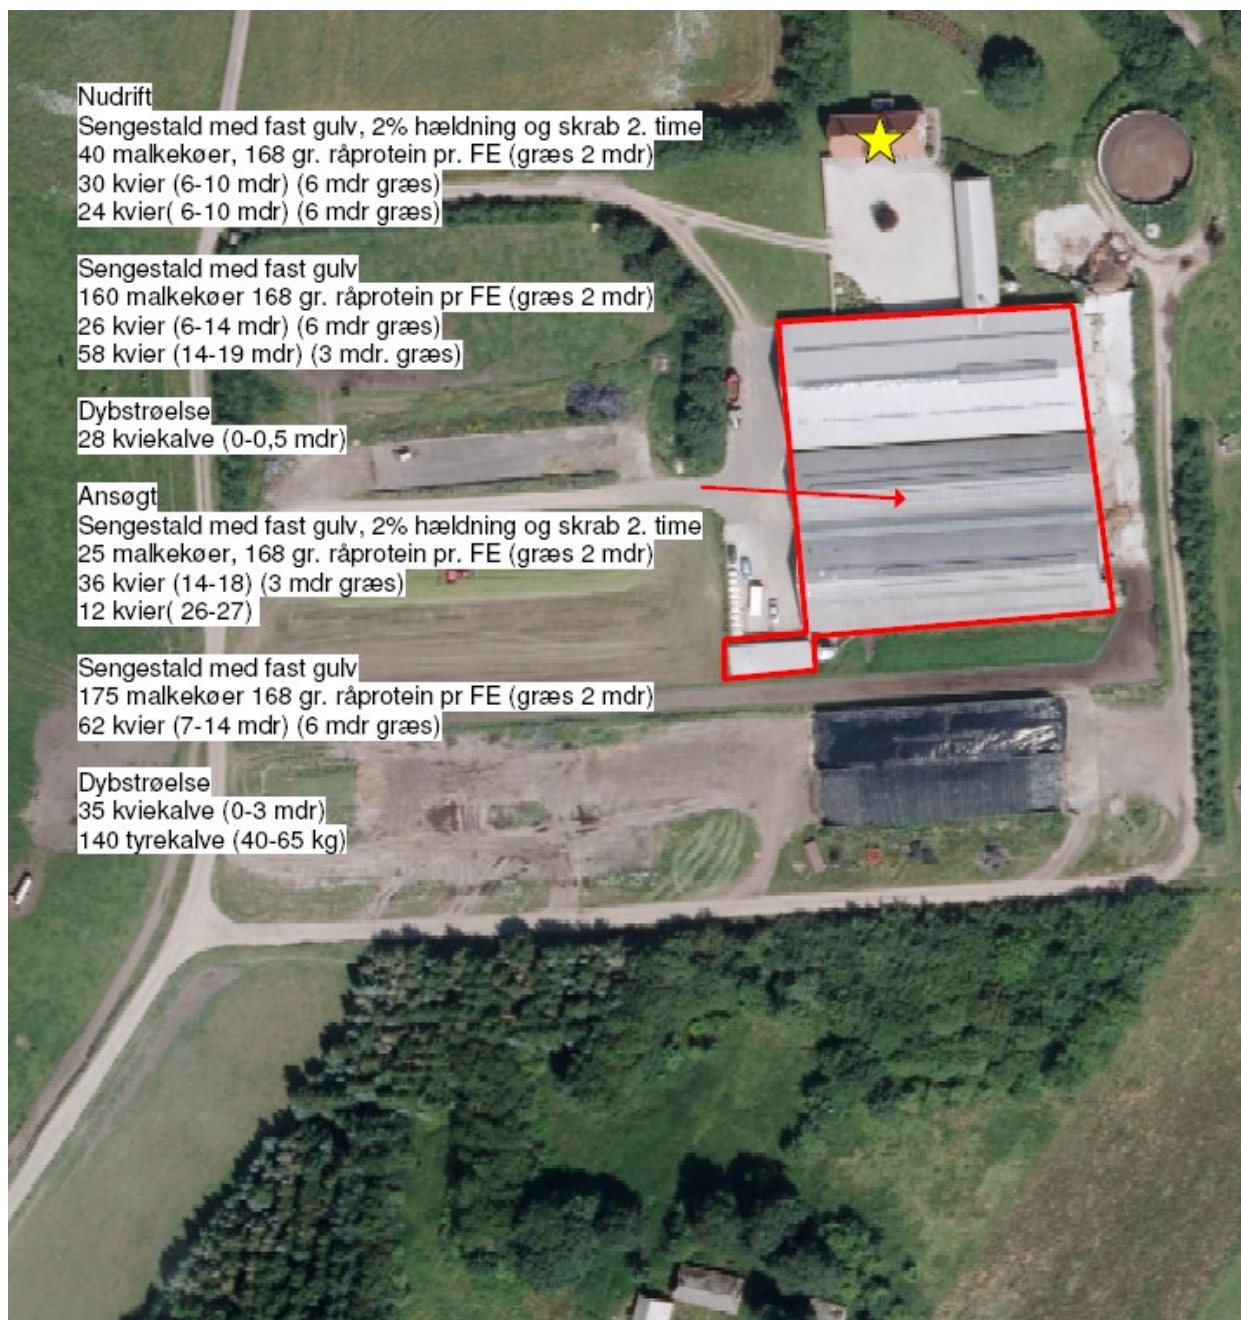 Nudrift
Sengestald med fast gulv, 2% hældning og skrab 2. time
40 malkekøer, 168 gr. råprotein pr. FE (græs 2 mdr)
30 kvier (6-10 mdr) (6 mdr græs)
24 kvier( 6-10 mdr) (6 mdr græs)
Sengestald med fast gulv
160 malkekøer 168 gr. råprotein pr FE (græs 2 mdr)
26 kvier (6-14 mdr) (6 mdr græs)
58 kvier (14-19 mdr) (3 mdr. græs)
Dybstrøelse
28 kviekalve (0-0,5 mdr)
Ansøgt
Sengestald med fast gulv, 2% hældning og skrab 2. time
25 malkekøer, 168 gr. råprotein pr. FE (græs 2 mdr)
36 kvier (14-18) (3 mdr græs)
12 kvier( 26-27)
Sengestald med fast gulv
175 malkekøer 168 gr. råprotein pr FE (græs 2 mdr)
62 kvier (7-14 mdr) (6 mdr græs)
Dybstrøelse
35 kviekalve (0-3 mdr)
140 tyrekalve (40-65 kg)